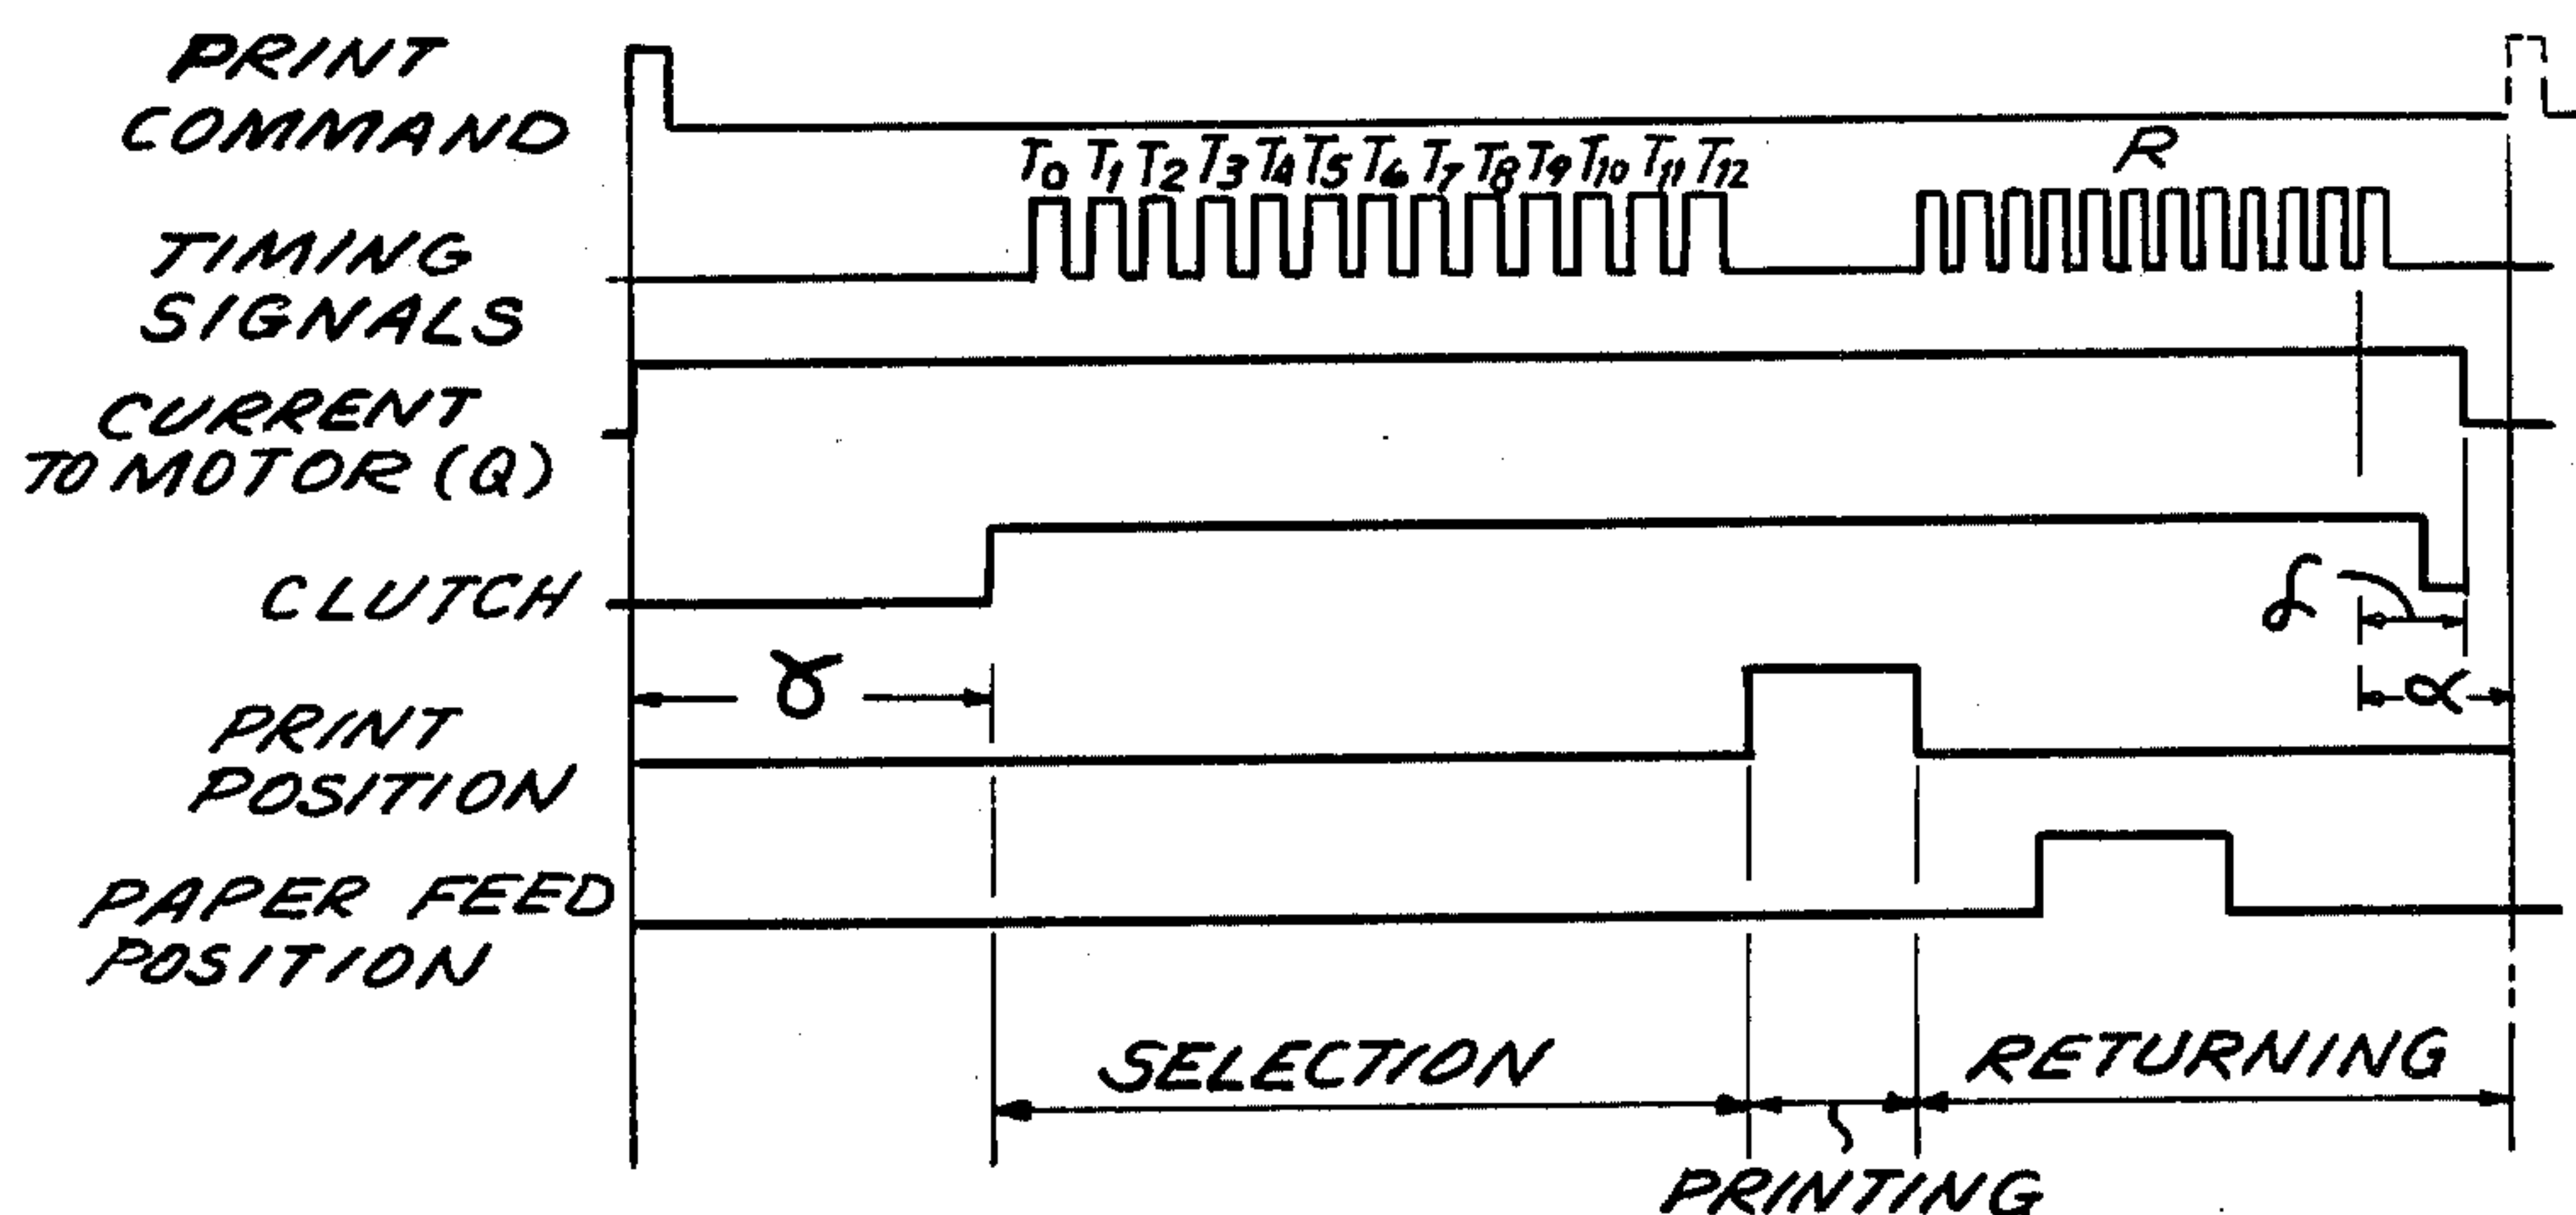 PRINT
COMMAND
T0 T1 T2 T3 T4 T5 T6 T7 T8 T9 T10 T11 T12
R
TIMING
SIGNALS
CURRENT
TO MOTOR (Q)
CLUTCH
γ
α
PRINT
POSITION
PAPER FEED
POSITION
SELECTION
RETURNING
PRINTING